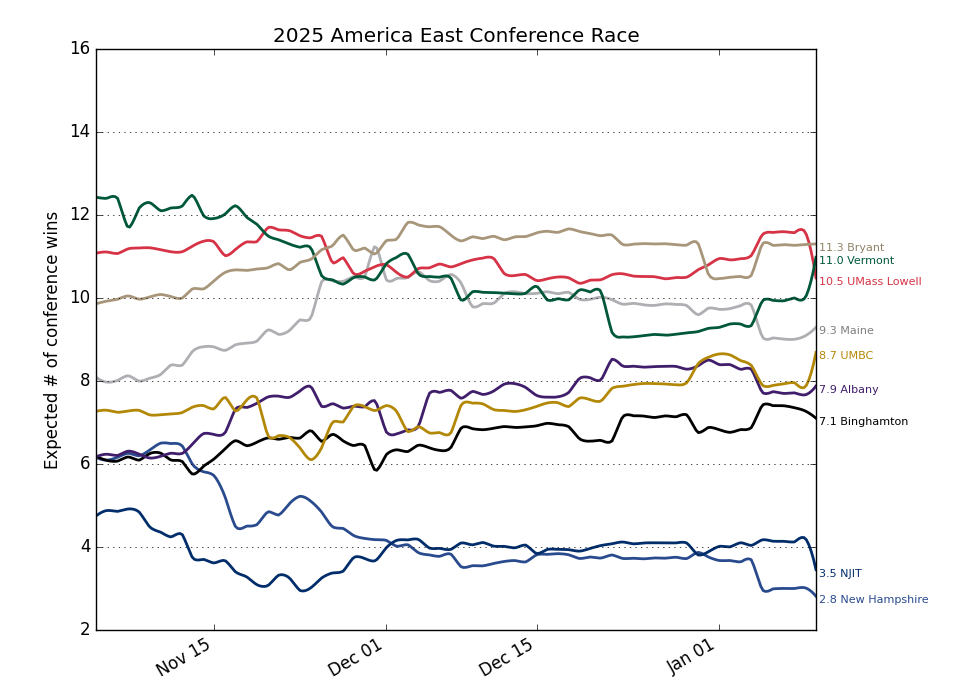 2025 America East Conference Race
Expected # of conference wins
16
14
12
10
8
6
4
2
Nov 15
Dec 01
Dec 15
Jan 01
11.3 Bryant
11.0 Vermont
10.5 UMass Lowell
9.3 Maine
8.7 UMBC
7.9 Albany
7.1 Binghamton
3.5 NJIT
2.8 New Hampshire